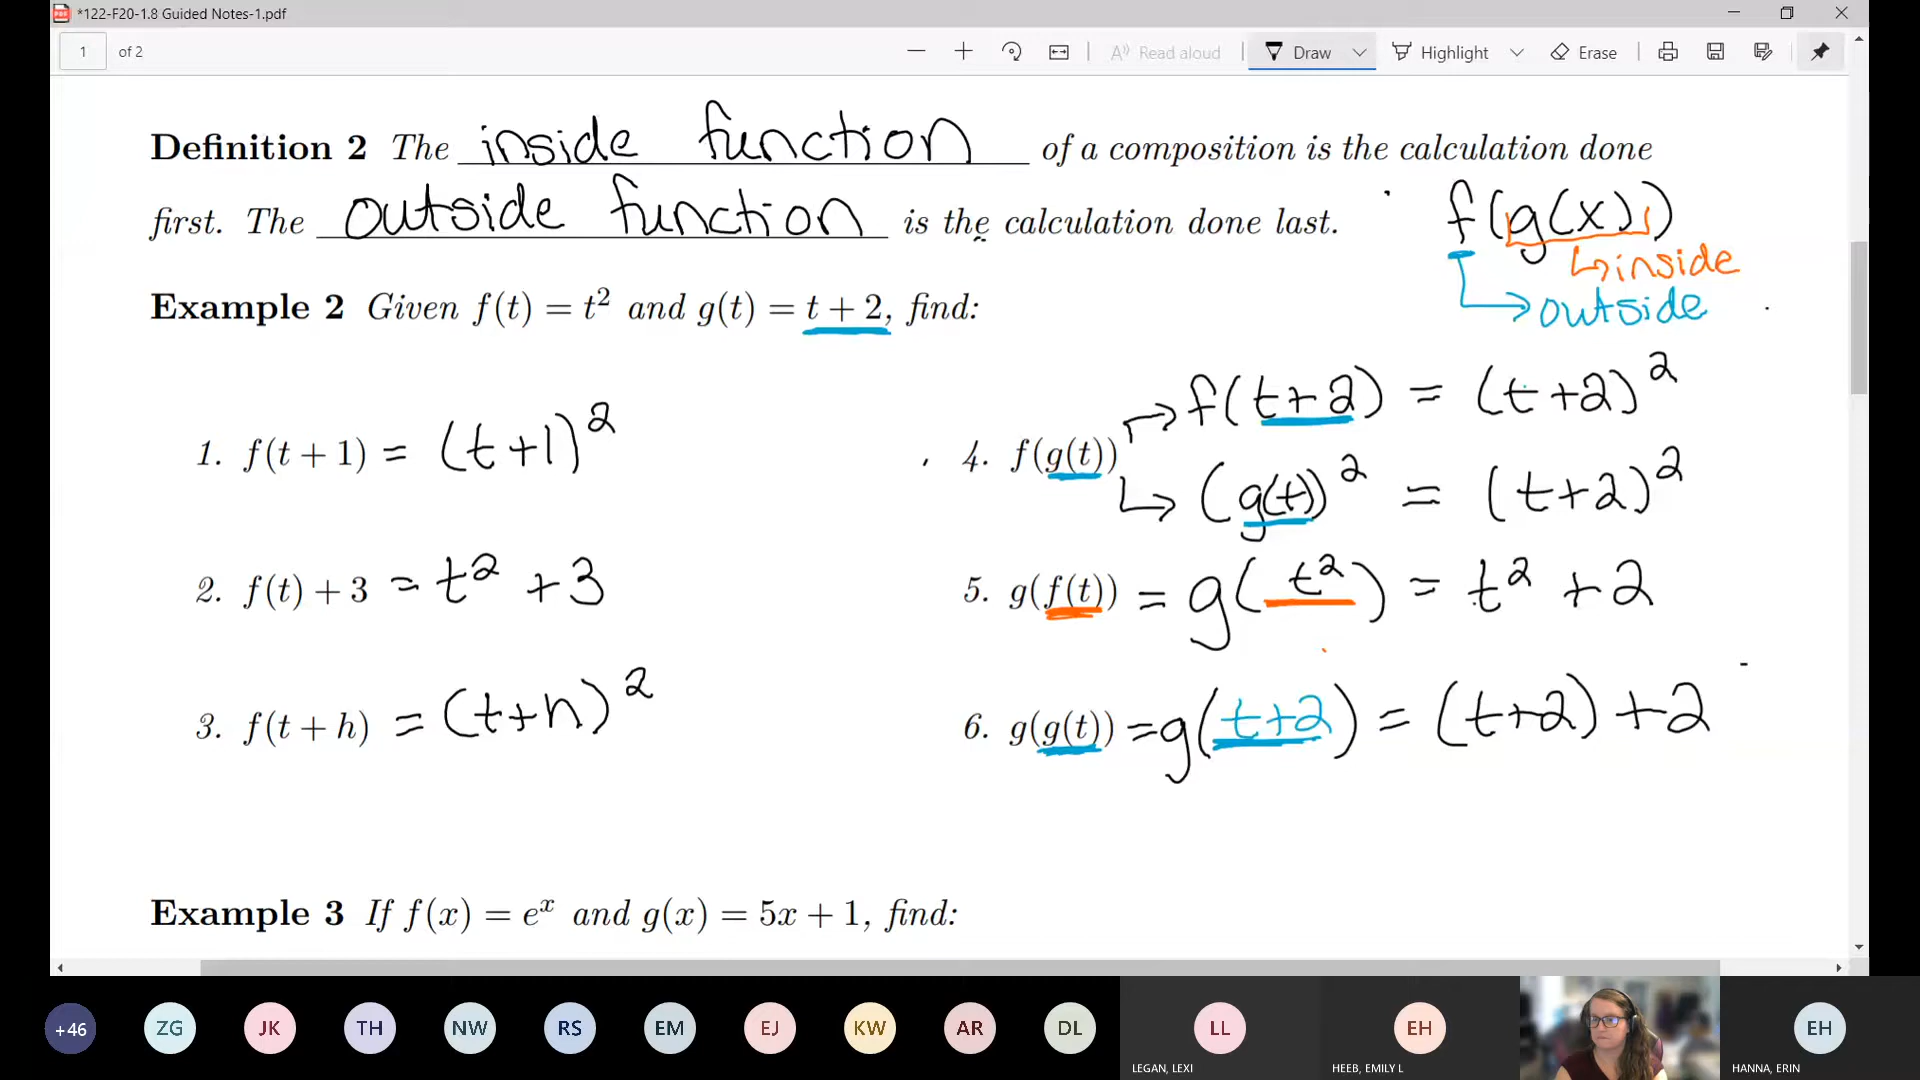 *122-F20-1.8 Guided Notes-1.pdf
1 of 2 Read aloud Draw Highlight Erase
Definition 2 The inside function of a composition is the calculation done
first. The outside function is the calculation done last.
f(g(x))
inside
outside
Example 2 Given f(t) = t² and g(t) = t + 2, find:
1. f(t + 1) = (t+1)²
2. f(t) + 3 = t² + 3
3. f(t + h) = (t+h)²
4. f(g(t)) → f(t+2) = (t+2)²
↳ (g(t))² = (t+2)²
5. g(f(t)) = g(t²) = t² + 2
6. g(g(t)) = g(t+2) = (t+2) + 2
Example 3 If f(x) = eˣ and g(x) = 5x + 1, find:
+46 ZG JK TH NW RS EM EJ KW AR DL LL EH EH
LEGAN, LEXI HEEB, EMILY L HANNA, ERIN